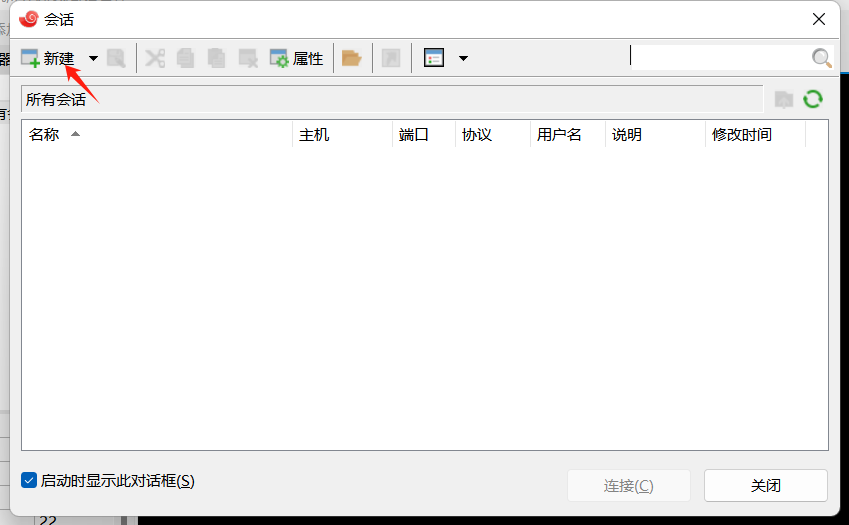 会话
新建
属性
所有会话
名称 主机 端口 协议 用户名 说明 修改时间
启动时显示此对话框(S)
连接(C) 关闭
22